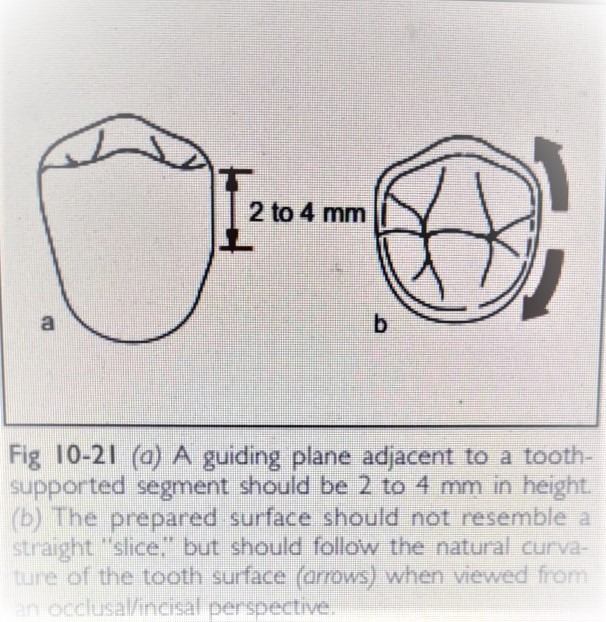 2 to 4 mm
a
b
Fig 10-21 (a) A guiding plane adjacent to a tooth-
supported segment should be 2 to 4 mm in height.
(b) The prepared surface should not resemble a
straight "slice," but should follow the natural curva-
ture of the tooth surface (arrows) when viewed from
an occlusal/incisal perspective.